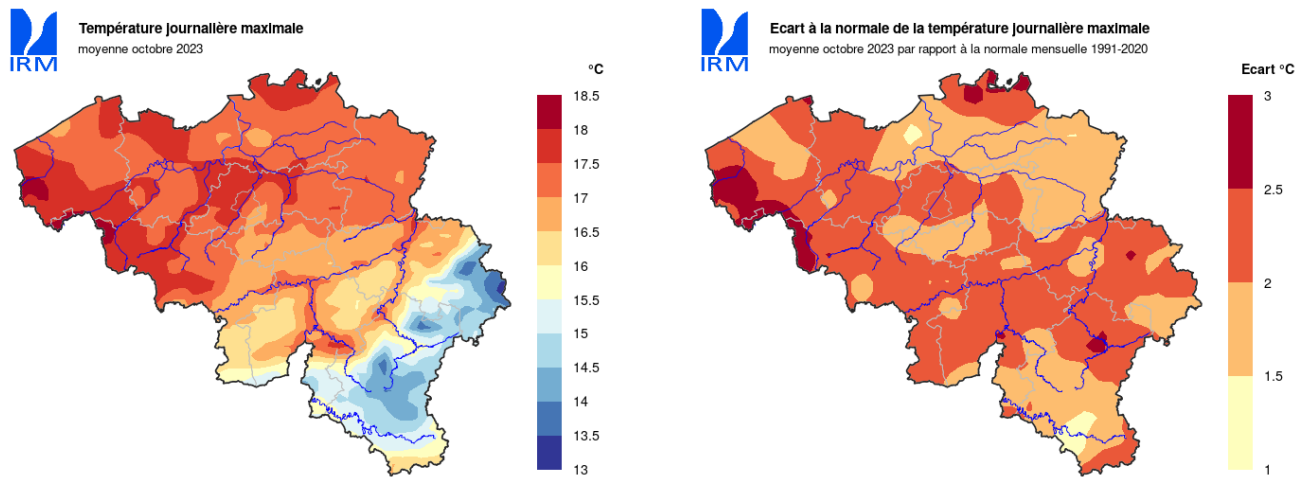 IRM
Température journalière maximale
moyenne octobre 2023
°C
18.5
18
17.5
17
16.5
16
15.5
15
14.5
14
13.5
13
IRM
Ecart à la normale de la température journalière maximale
moyenne octobre 2023 par rapport à la normale mensuelle 1991-2020
Ecart °C
3
2.5
2
1.5
1